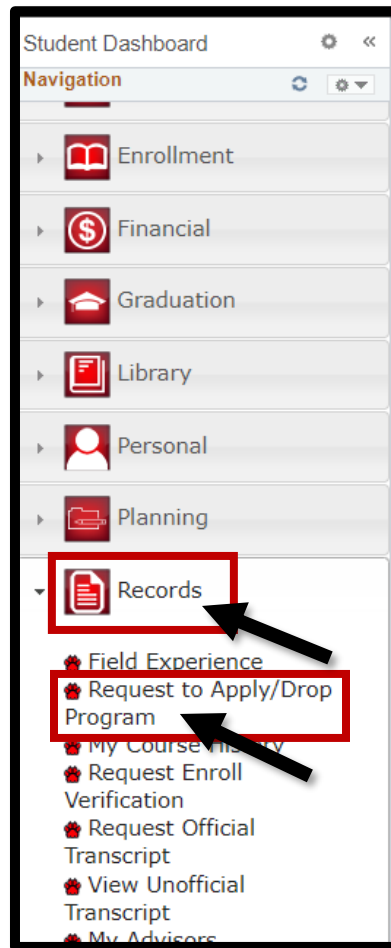 Student Dashboard
Navigation
Enrollment
Financial
Graduation
Library
Personal
Planning
Records
Field Experience
Request to Apply/Drop
Program
My Course History
Request Enroll
Verification
Request Official
Transcript
View Unofficial
Transcript
My Advisors